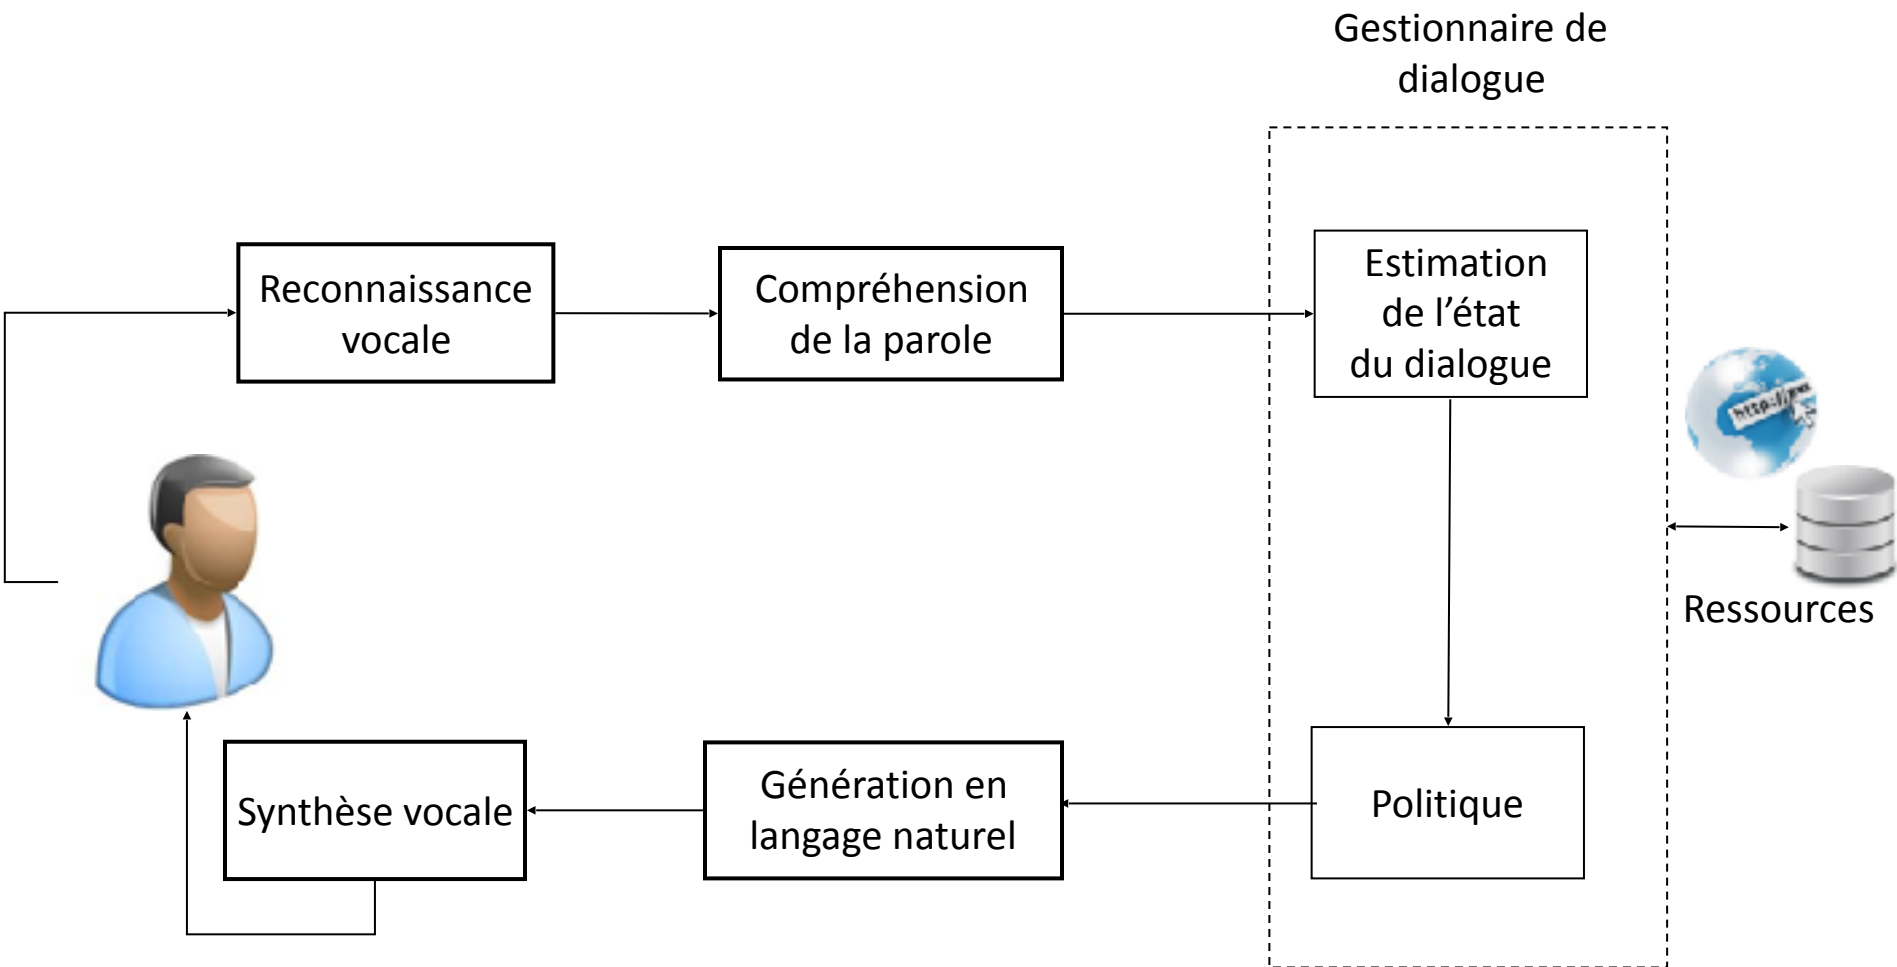 Gestionnaire de
dialogue
Reconnaissance
vocale
Compréhension
de la parole
Estimation
de l’état
du dialogue
http://
Ressources
Synthèse vocale
Génération en
langage naturel
Politique